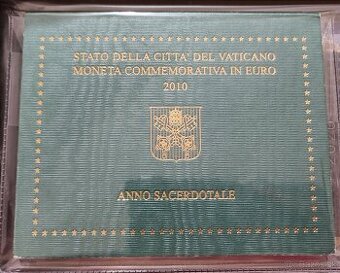 STATO DELLA CITTA' DEL VATICANO
MONETA COMMEMORATIVA IN EURO
2010
ANNO SACERDOTALE